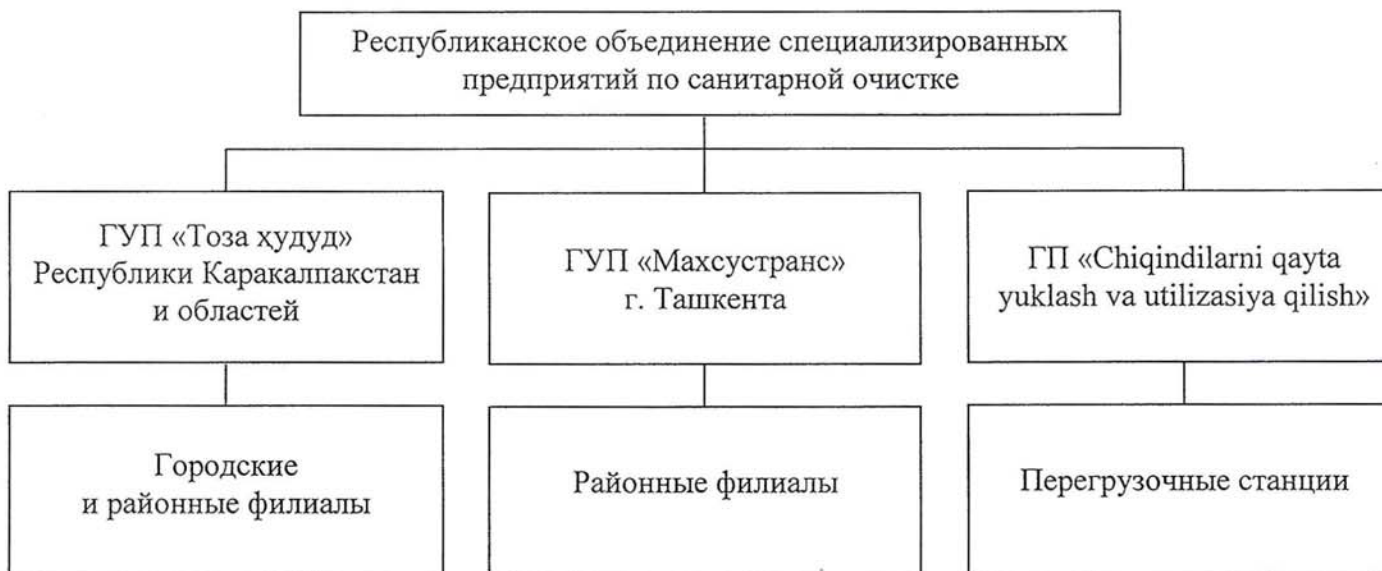 Республиканское объединение специализированных
предприятий по санитарной очистке
ГУП «Тоза ҳудуд»
Республики Каракалпакстан
и областей
ГУП «Махсустранс»
г. Ташкента
ГП «Chiqindilarni qayta
yuklash va utilizasiya qilish»
Городские
и районные филиалы
Районные филиалы
Перегрузочные станции